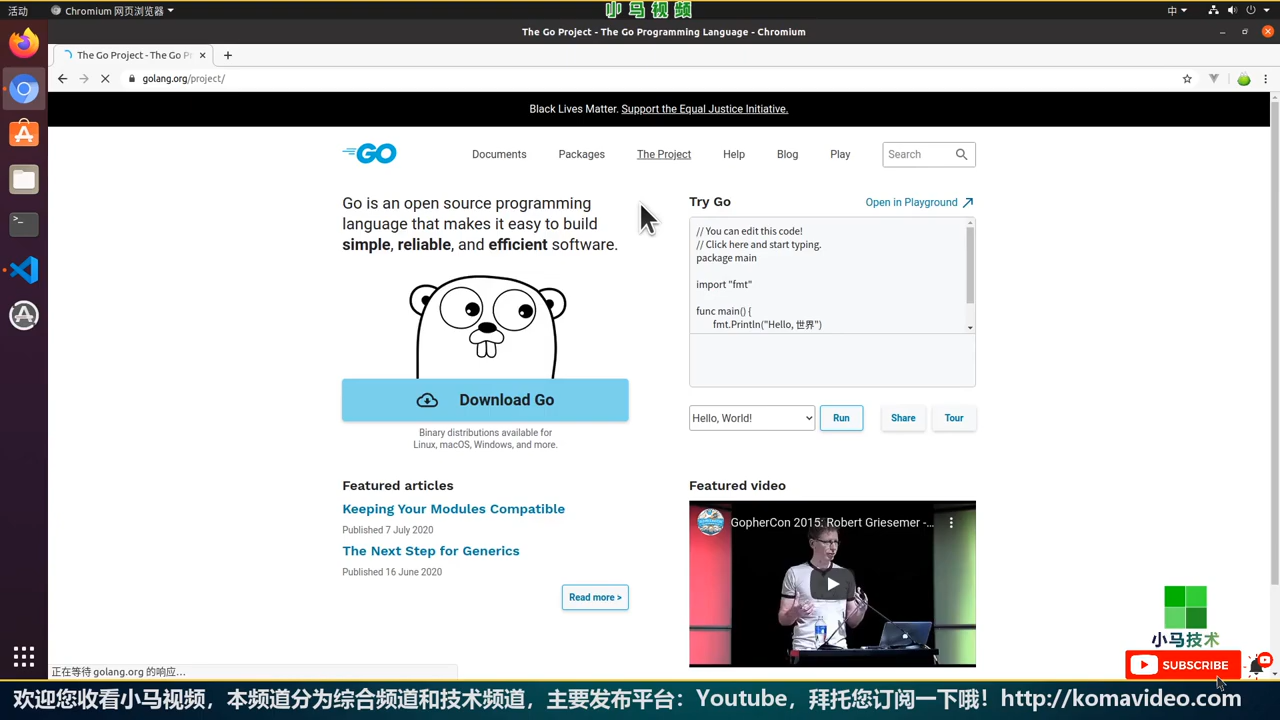 活动
Chromium 网页浏览器
小马视频
中
The Go Project - The Go Programming Language - Chromium
The Go Project - The Go P
golang.org/project/
Black Lives Matter. Support the Equal Justice Initiative.
GO
Documents
Packages
The Project
Help
Blog
Play
Search
Go is an open source programming
language that makes it easy to build
simple, reliable, and efficient software.
Download Go
Binary distributions available for
Linux, macOS, Windows, and more.
Try Go
Open in Playground
// You can edit this code!
// Click here and start typing.
package main
import "fmt"
func main() {
fmt.Println("Hello, 世界")
Hello, World!
Run
Share
Tour
Featured articles
Keeping Your Modules Compatible
Published 7 July 2020
The Next Step for Generics
Published 16 June 2020
Read more >
Featured video
GopherCon 2015: Robert Griesemer -...
小马技术
SUBSCRIBE
正在等待 golang.org 的响应...
欢迎您收看小马视频，本频道分为综合频道和技术频道，主要发布平台：Youtube，拜托您订阅一下哦！http://komavideo.com